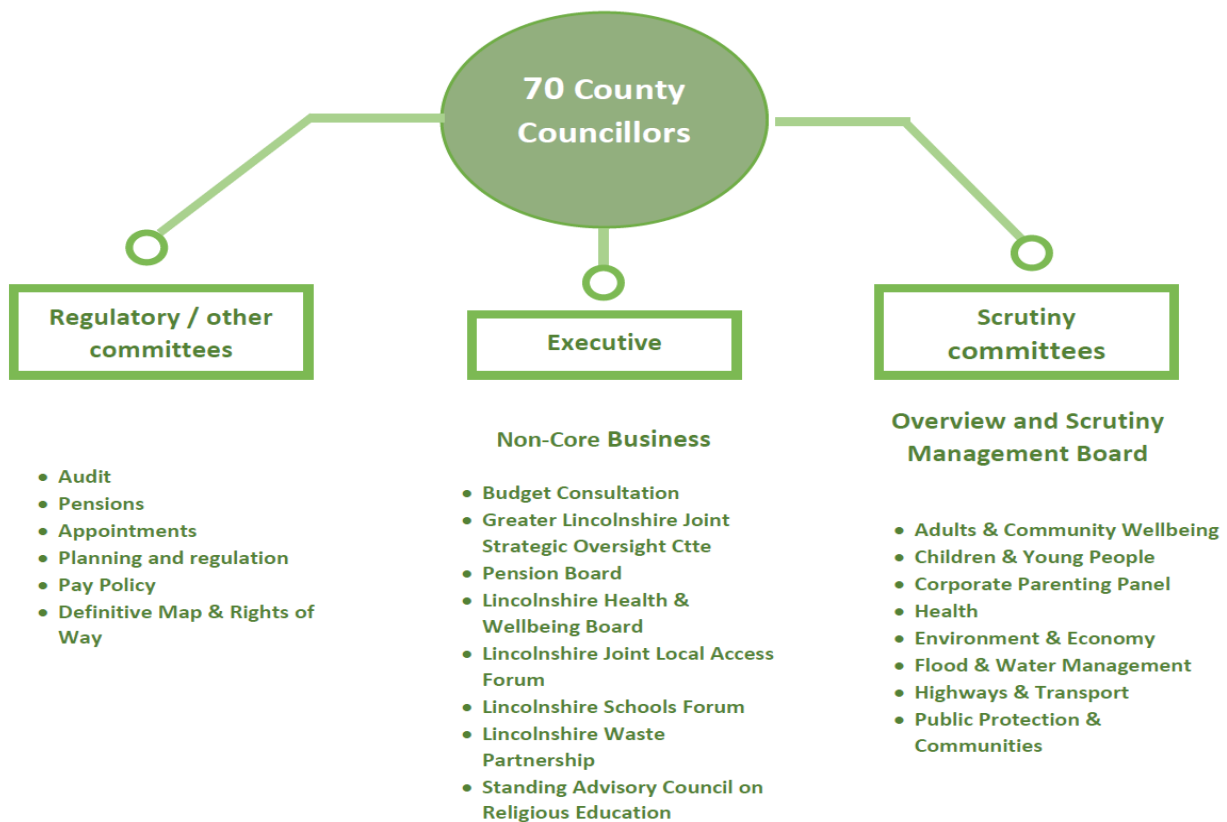 70 County
Councillors
Regulatory / other
committees
Executive
Scrutiny
committees
• Audit
• Pensions
• Appointments
• Planning and regulation
• Pay Policy
• Definitive Map & Rights of
Way
Non-Core Business
• Budget Consultation
• Greater Lincolnshire Joint
Strategic Oversight Ctte
• Pension Board
• Lincolnshire Health &
Wellbeing Board
• Lincolnshire Joint Local Access
Forum
• Lincolnshire Schools Forum
• Lincolnshire Waste
Partnership
• Standing Advisory Council on
Religious Education
Overview and Scrutiny
Management Board
• Adults & Community Wellbeing
• Children & Young People
• Corporate Parenting Panel
• Health
• Environment & Economy
• Flood & Water Management
• Highways & Transport
• Public Protection &
Communities